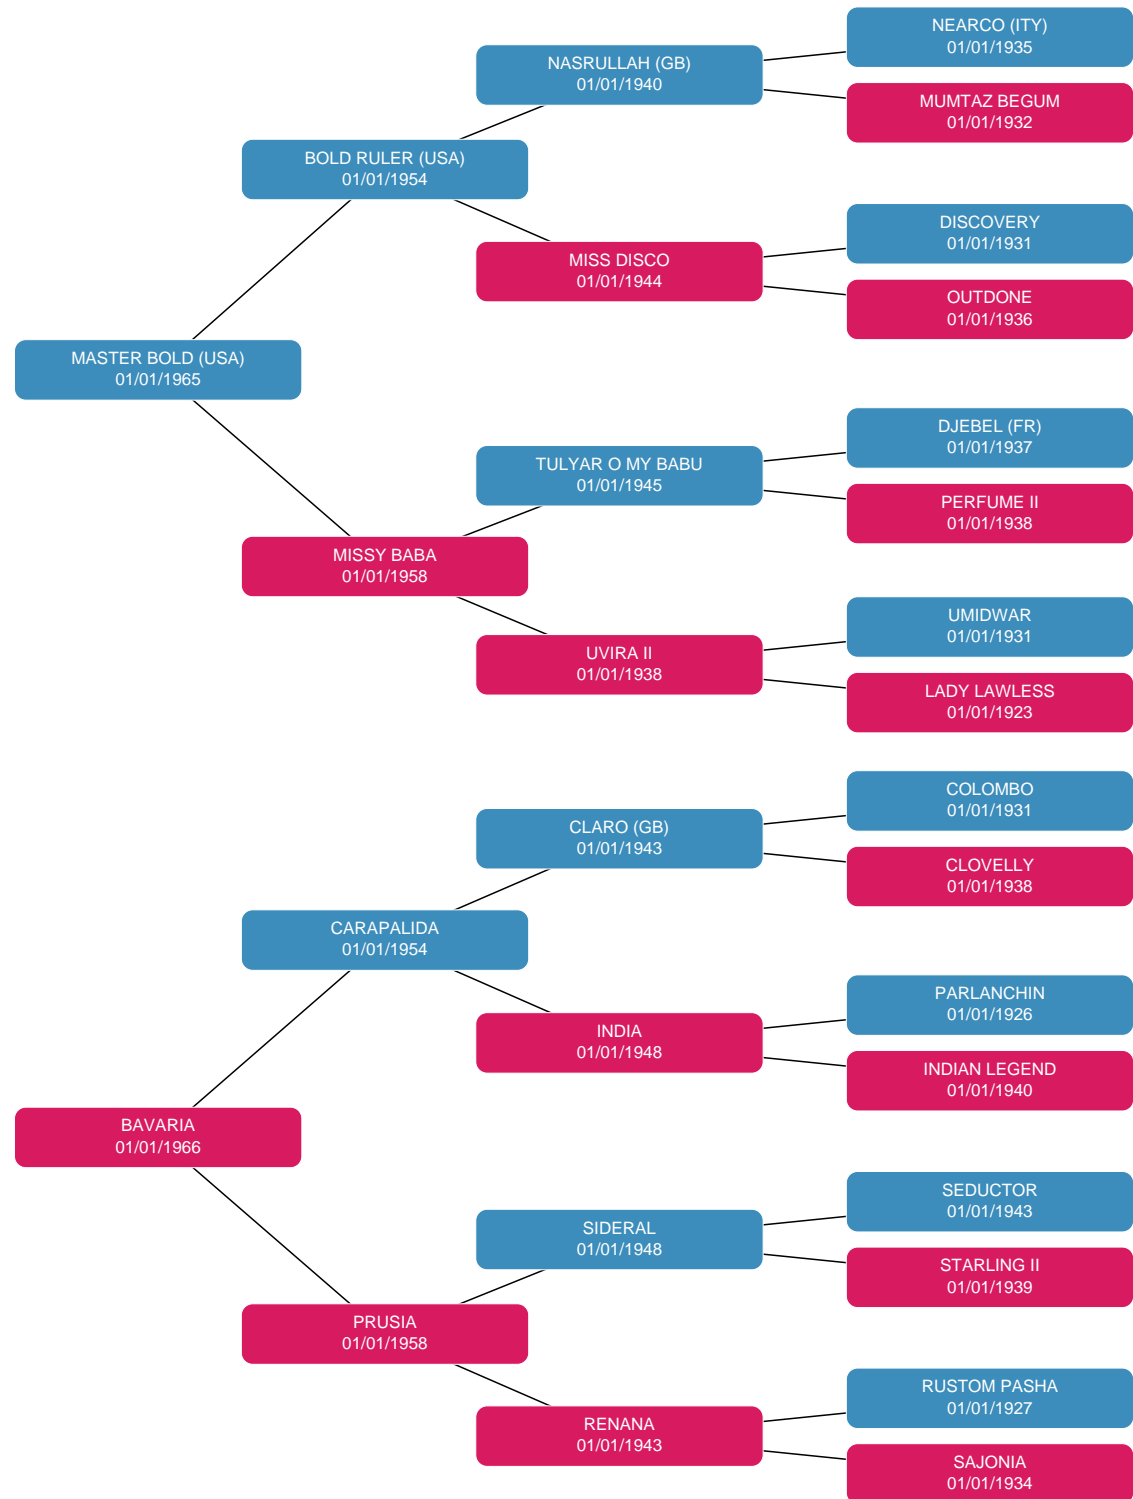 NEARCO (ITY)
01/01/1935
NASRULLAH (GB)
01/01/1940
MUMTAZ BEGUM
01/01/1932
BOLD RULER (USA)
01/01/1954
DISCOVERY
01/01/1931
MISS DISCO
01/01/1944
OUTDONE
01/01/1936
MASTER BOLD (USA)
01/01/1965
DJEBEL (FR)
01/01/1937
TULYAR O MY BABU
01/01/1945
PERFUME II
01/01/1938
MISSY BABA
01/01/1958
UMIDWAR
01/01/1931
UVIRA II
01/01/1938
LADY LAWLESS
01/01/1923
COLOMBO
01/01/1931
CLARO (GB)
01/01/1943
CLOVELLY
01/01/1938
CARAPALIDA
01/01/1954
PARLANCHIN
01/01/1926
INDIA
01/01/1948
INDIAN LEGEND
01/01/1940
BAVARIA
01/01/1966
SEDUCTOR
01/01/1943
SIDERAL
01/01/1948
STARLING II
01/01/1939
PRUSIA
01/01/1958
RUSTOM PASHA
01/01/1927
RENANA
01/01/1943
SAJONIA
01/01/1934